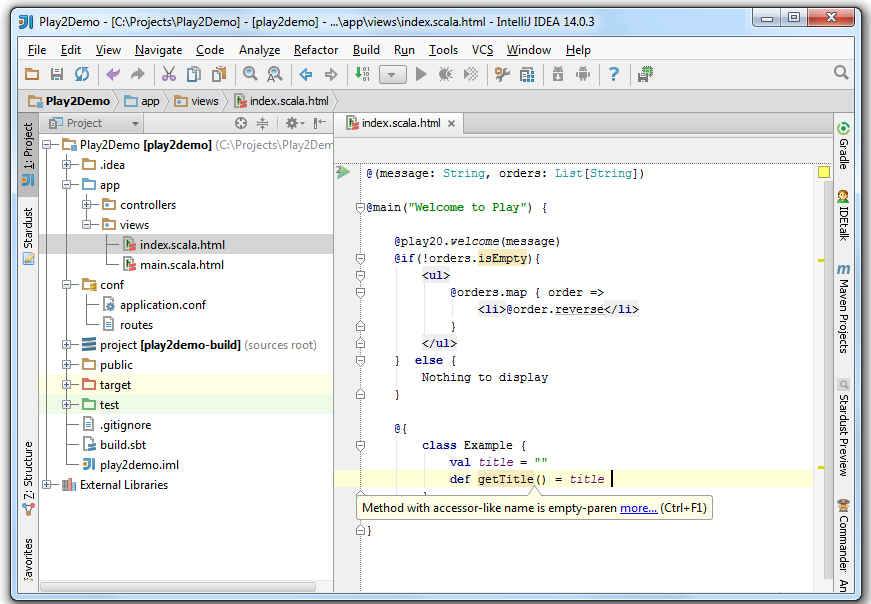 Play2Demo - [C:\Projects\Play2Demo] - [play2demo] - ...\app\views\index.scala.html - IntelliJ IDEA 14.0.3
File Edit View Navigate Code Analyze Refactor Build Run Tools VCS Window Help
Play2Demo app views index.scala.html
1: Project
Stardust
Z: Structure
avorites
Project
Play2Demo [play2demo] (C:\Projects\Play2Dem
.idea
app
controllers
views
index.scala.html
main.scala.html
conf
application.conf
routes
project [play2demo-build] (sources root)
public
target
test
.gitignore
build.sbt
play2demo.iml
External Libraries
index.scala.html
@(message: String, orders: List[String])
@main("Welcome to Play") {
@play20.welcome(message)
@if(!orders.isEmpty){
<ul>
@orders.map { order =>
<li>@order.reverse</li>
}
</ul>
} else {
Nothing to display
}
@{
class Example {
val title = ""
def getTitle() = title
Method with accessor-like name is empty-paren more... (Ctrl+F1)
}
Gradle
IDEtalk
Maven Projects
Stardust Preview
Commander
An